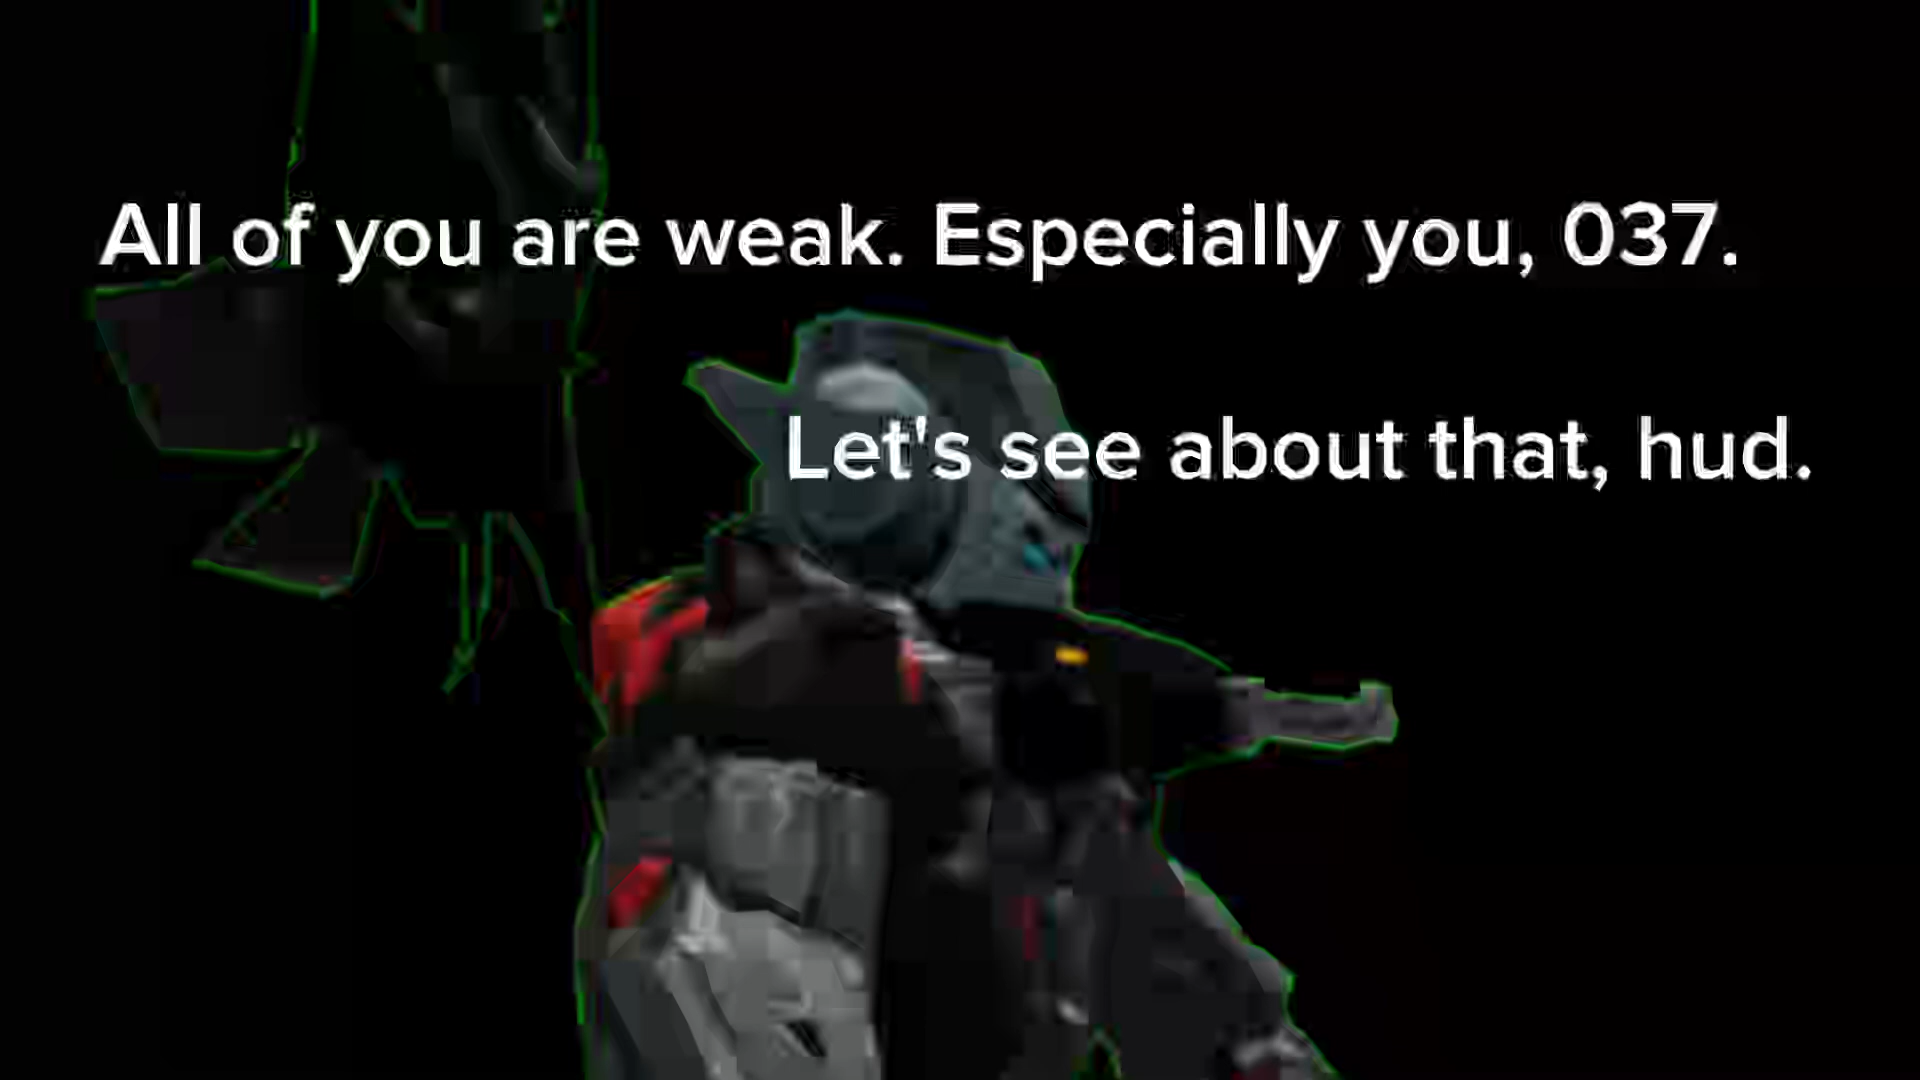 All of you are weak. Especially you, 037.
Let's see about that, hud.